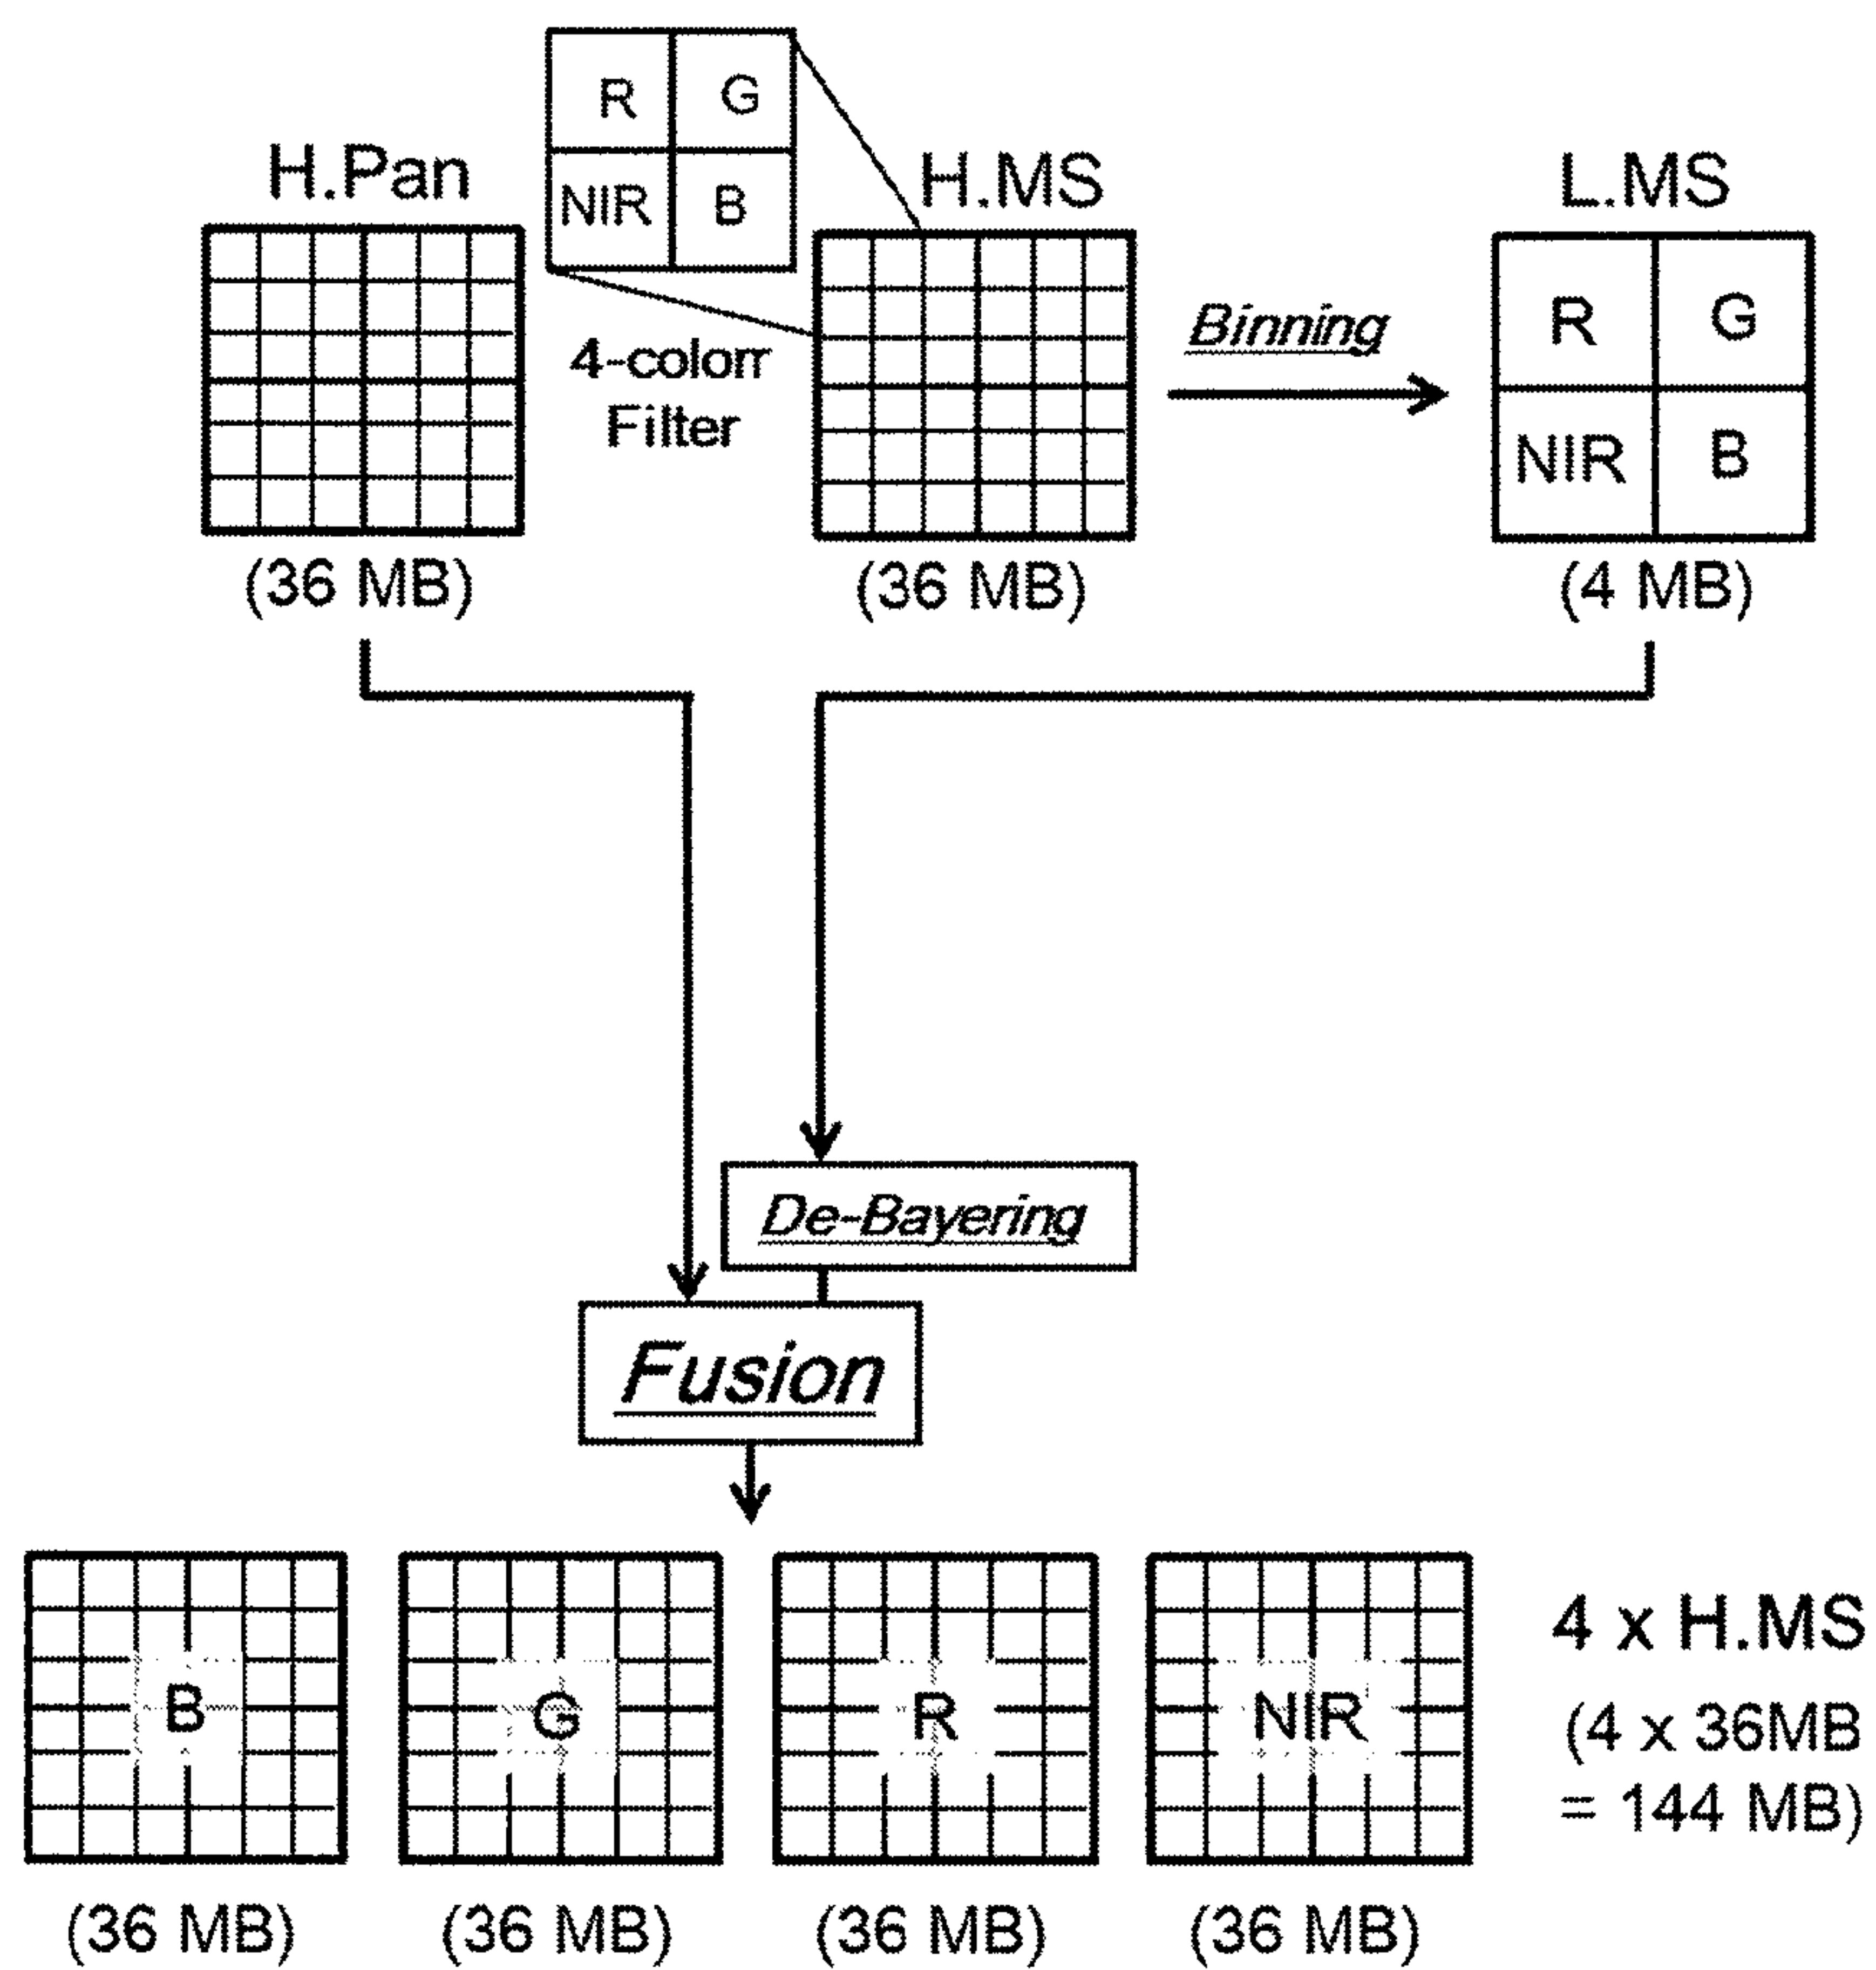 R
G
NIR
B
H.Pan
H.MS
L.MS
4-colorr
Filter
Binning
R
G
NIR
B
(36 MB)
(36 MB)
(4 MB)
De-Bayering
Fusion
B
G
R
NIR
4 x H.MS
(4 x 36MB
= 144 MB)
(36 MB)
(36 MB)
(36 MB)
(36 MB)